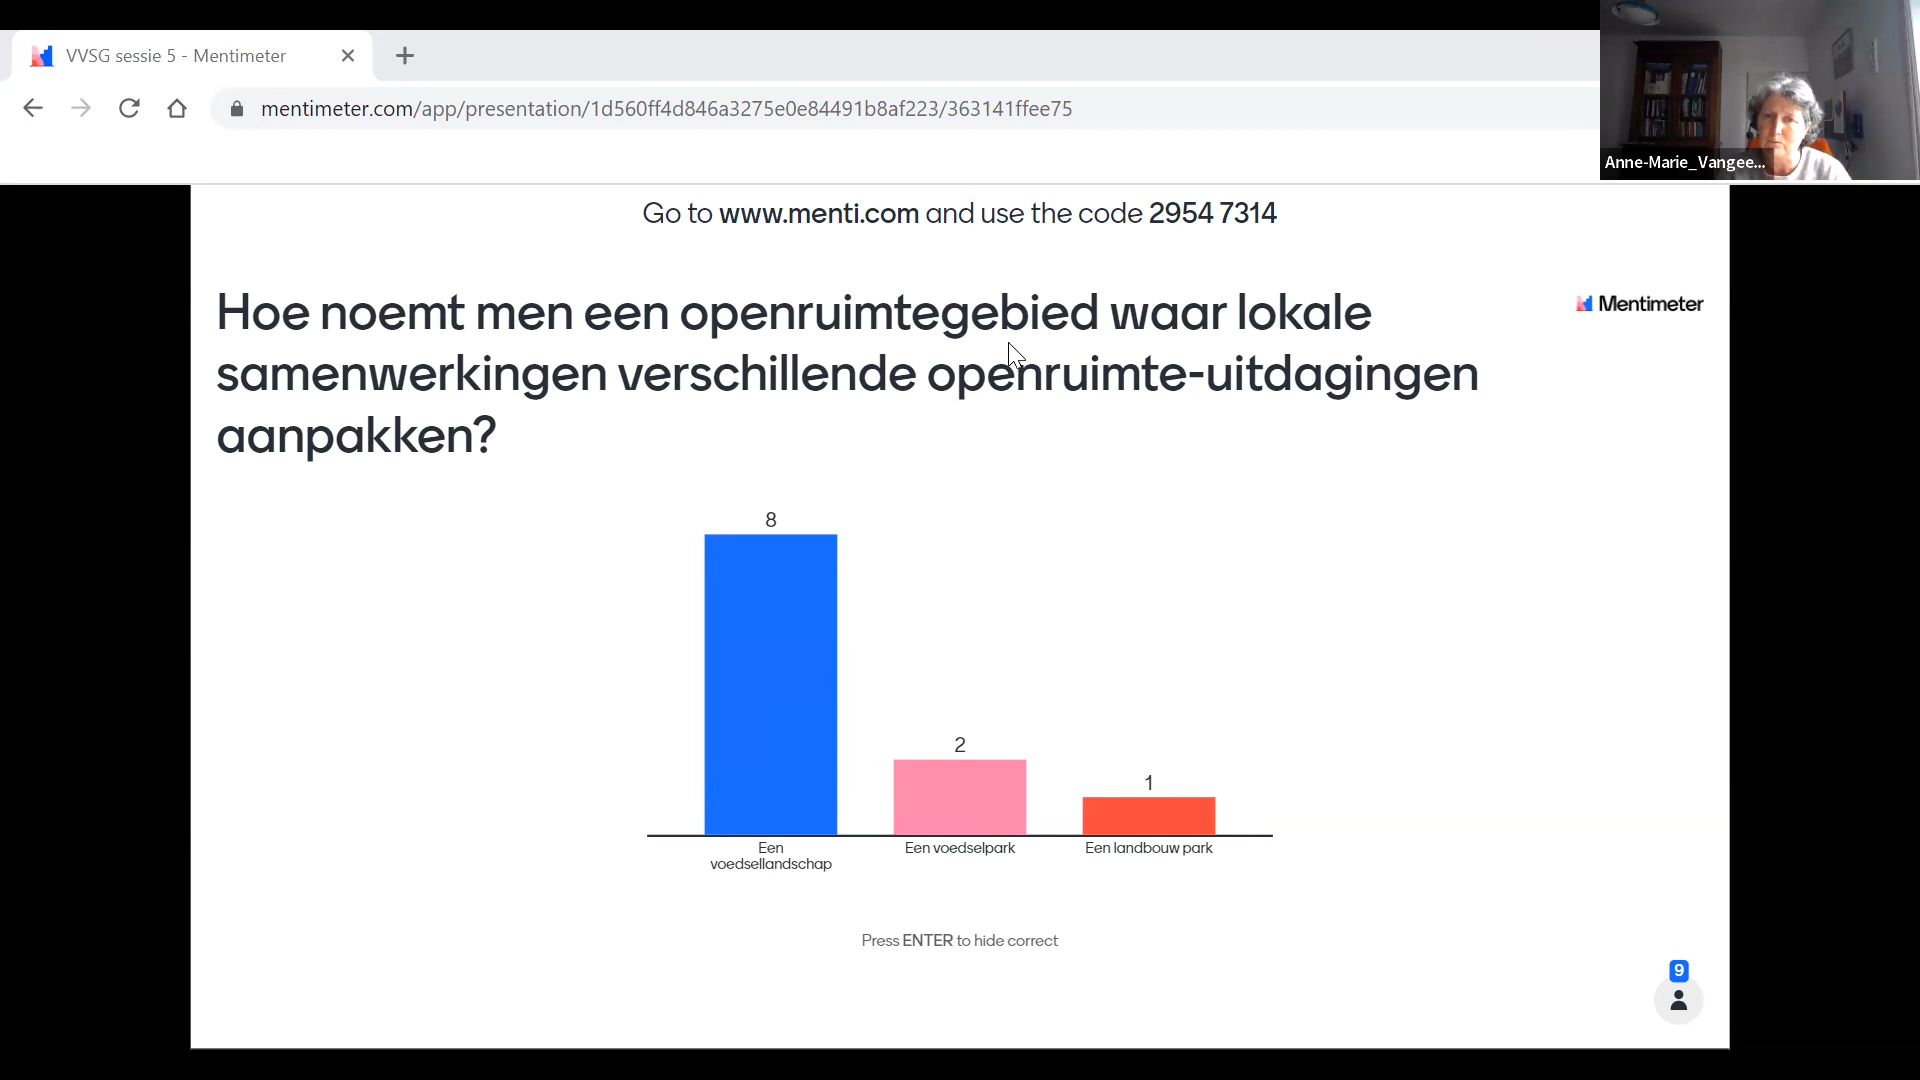 VVSG sessie 5 - Mentimeter
mentimeter.com/app/presentation/1d560ff4d846a3275e0e84491b8af223/363141ffee75
Anne-Marie_Vangee...
Go to www.menti.com and use the code 2954 7314
Hoe noemt men een openruimtegebied waar lokale
samenwerkingen verschillende openruimte-uitdagingen
aanpakken?
Mentimeter
8
2
1
Een
voedsellandschap
Een voedselpark
Een landbouw park
Press ENTER to hide correct
9